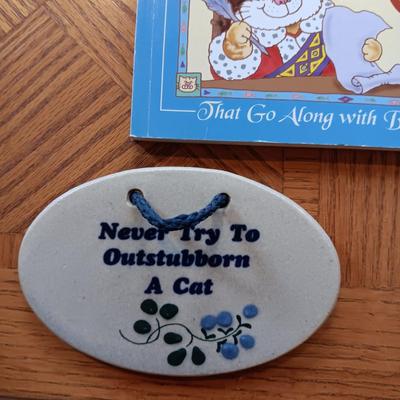 That Go Along with B
Never Try To
Outstubborn
A Cat